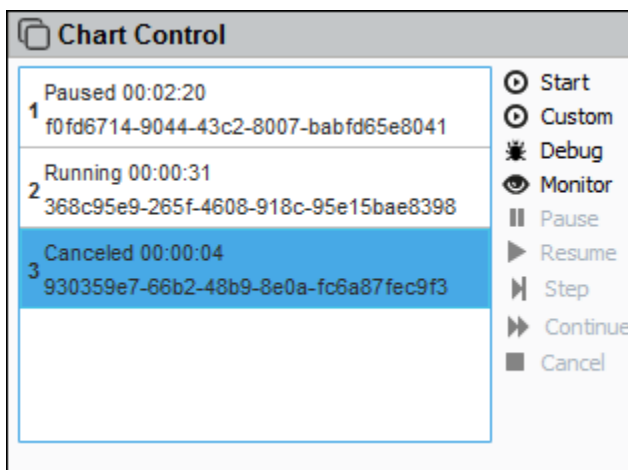 Chart Control
1
Paused 00:02:20
f0fd6714-9044-43c2-8007-babfd65e8041
2
Running 00:00:31
368c95e9-265f-4608-918c-95e15bae8398
3
Canceled 00:00:04
930359e7-66b2-48b9-8e0a-fc6a87fec9f3
Start
Custom
Debug
Monitor
Pause
Resume
Step
Continue
Cancel